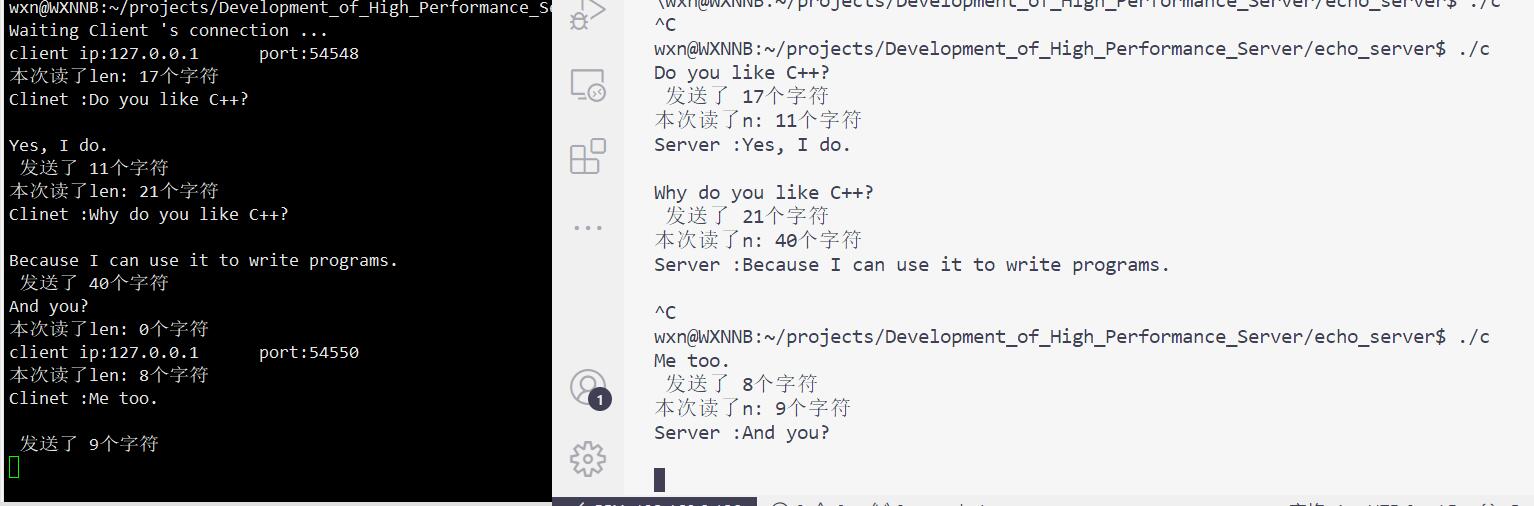 wxn@WXNNB:~/projects/Development_of_High_Performance_Se
Waiting Client 's connection ...
client ip:127.0.0.1 port:54548
本次读了len: 17个字符
Clinet :Do you like C++?
Yes, I do.
发送了 11个字符
本次读了len: 21个字符
Clinet :Why do you like C++?
Because I can use it to write programs.
发送了 40个字符
And you?
本次读了len: 0个字符
client ip:127.0.0.1 port:54550
本次读了len: 8个字符
Clinet :Me too.
发送了 9个字符
\wxn@WXNNB:~/projects/Development_of_High_Performance_Server/echo_server$ ./c
^C
wxn@WXNNB:~/projects/Development_of_High_Performance_Server/echo_server$ ./c
Do you like C++?
发送了 17个字符
本次读了n: 11个字符
Server :Yes, I do.
Why do you like C++?
发送了 21个字符
本次读了n: 40个字符
Server :Because I can use it to write programs.
^C
wxn@WXNNB:~/projects/Development_of_High_Performance_Server/echo_server$ ./c
Me too.
发送了 8个字符
本次读了n: 9个字符
Server :And you?
1